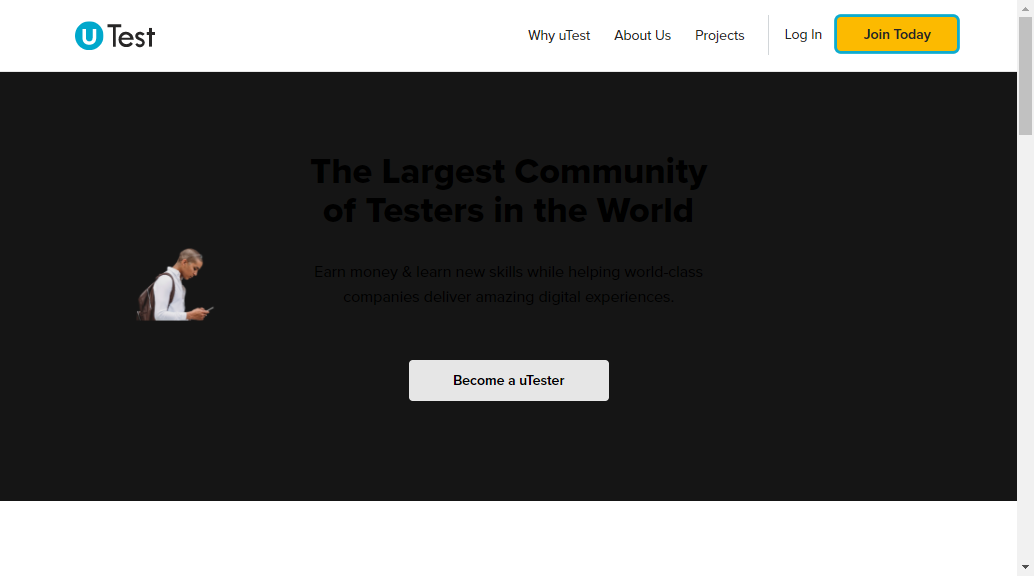 uTest
Why uTest
About Us
Projects
Log In
Join Today
The Largest Community
of Testers in the World
Earn money & learn new skills while helping world-class
companies deliver amazing digital experiences.
Become a uTester